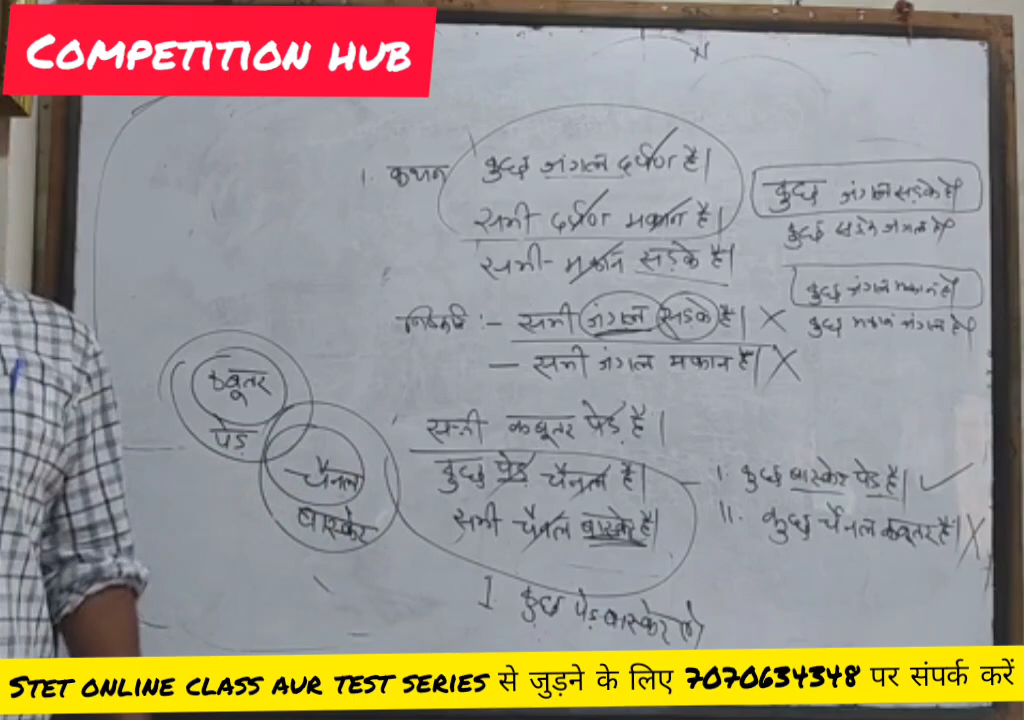 COMPETITION HUB
1. कथन कुछ जंगल दर्पण है|
सभी दर्पण मकान है|
सभी मकान सड़के है|
निष्कर्ष :- सभी जंगल सड़के है| X
- सभी जंगल मकान है| X
कुछ जंगल सड़के है|
कुछ सड़के जंगल है|
कुछ जंगल मकान है|
कुछ मकान जंगल है|
कबूतर
पेड़
चैनल
बास्केट
सभी कबूतर पेड़ है|
कुछ पेड़ चैनल है|
सभी चैनल बास्केट है|
I. कुछ बास्केट पेड़ है| ✓
II. कुछ चैनल कबूतर है| X
I कुछ पेड़ बास्केट है|
STET ONLINE CLASS AUR TEST SERIES से जुड़ने के लिए 7070634348 पर संपर्क करें